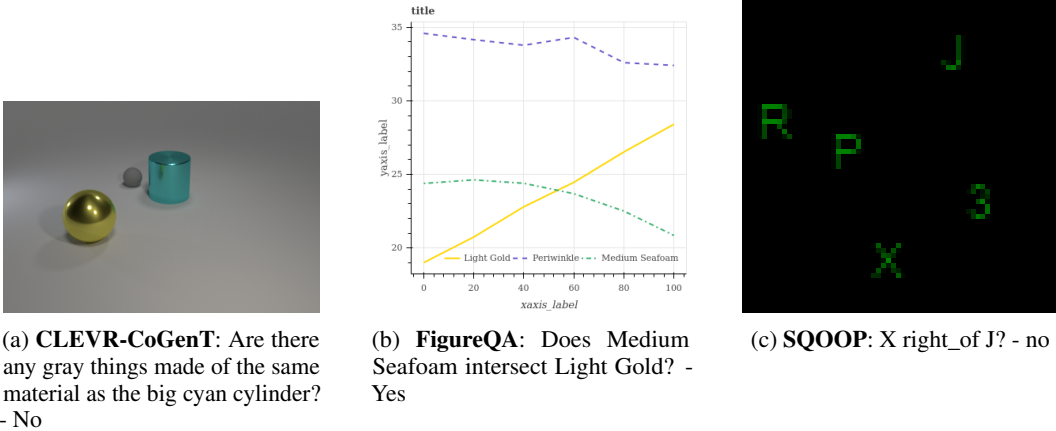 title
35
30
25
20
yaxis_label
Light Gold
Periwinkle
Medium Seafoam
0
20
40
60
80
100
xaxis_label
J
R
P
3
X
(a) CLEVR-CoGenT: Are there
any gray things made of the same
material as the big cyan cylinder?
- No
(b) FigureQA: Does Medium
Seafoam intersect Light Gold? -
Yes
(c) SQOOP: X right_of J? - no